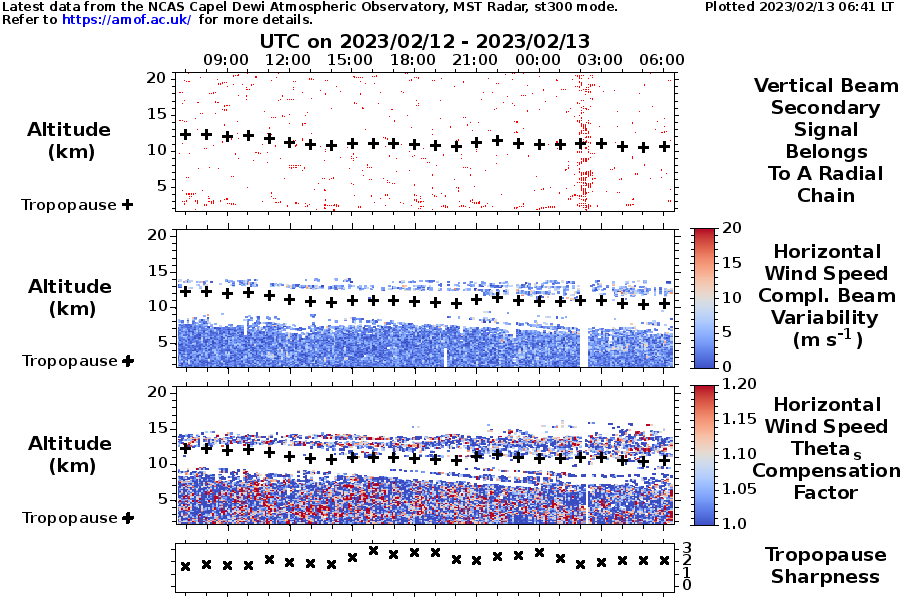 Latest data from the NCAS Capel Dewi Atmospheric Observatory, MST Radar, st300 mode.
Plotted 2023/02/13 06:41 LT
Refer to https://amof.ac.uk/ for more details.
UTC on 2023/02/12 - 2023/02/13
09:00 12:00 15:00 18:00 21:00 00:00 03:00 06:00
20
15
10
5
Altitude
(km)
Tropopause +
Vertical Beam
Secondary
Signal
Belongs
To A Radial
Chain
20
15
10
5
Altitude
(km)
Tropopause +
20
15
10
5
0
Horizontal
Wind Speed
Compl. Beam
Variability
(m s-1)
20
15
10
5
Altitude
(km)
Tropopause +
1.20
1.15
1.10
1.05
1.0
Horizontal
Wind Speed
Theta s
Compensation
Factor
3
2
1
0
Tropopause
Sharpness